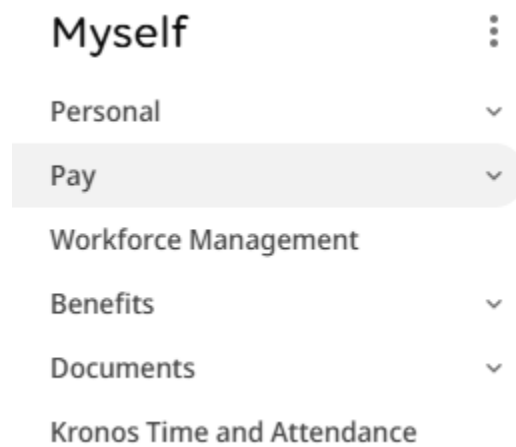 Myself
Personal
Pay
Workforce Management
Benefits
Documents
Kronos Time and Attendance